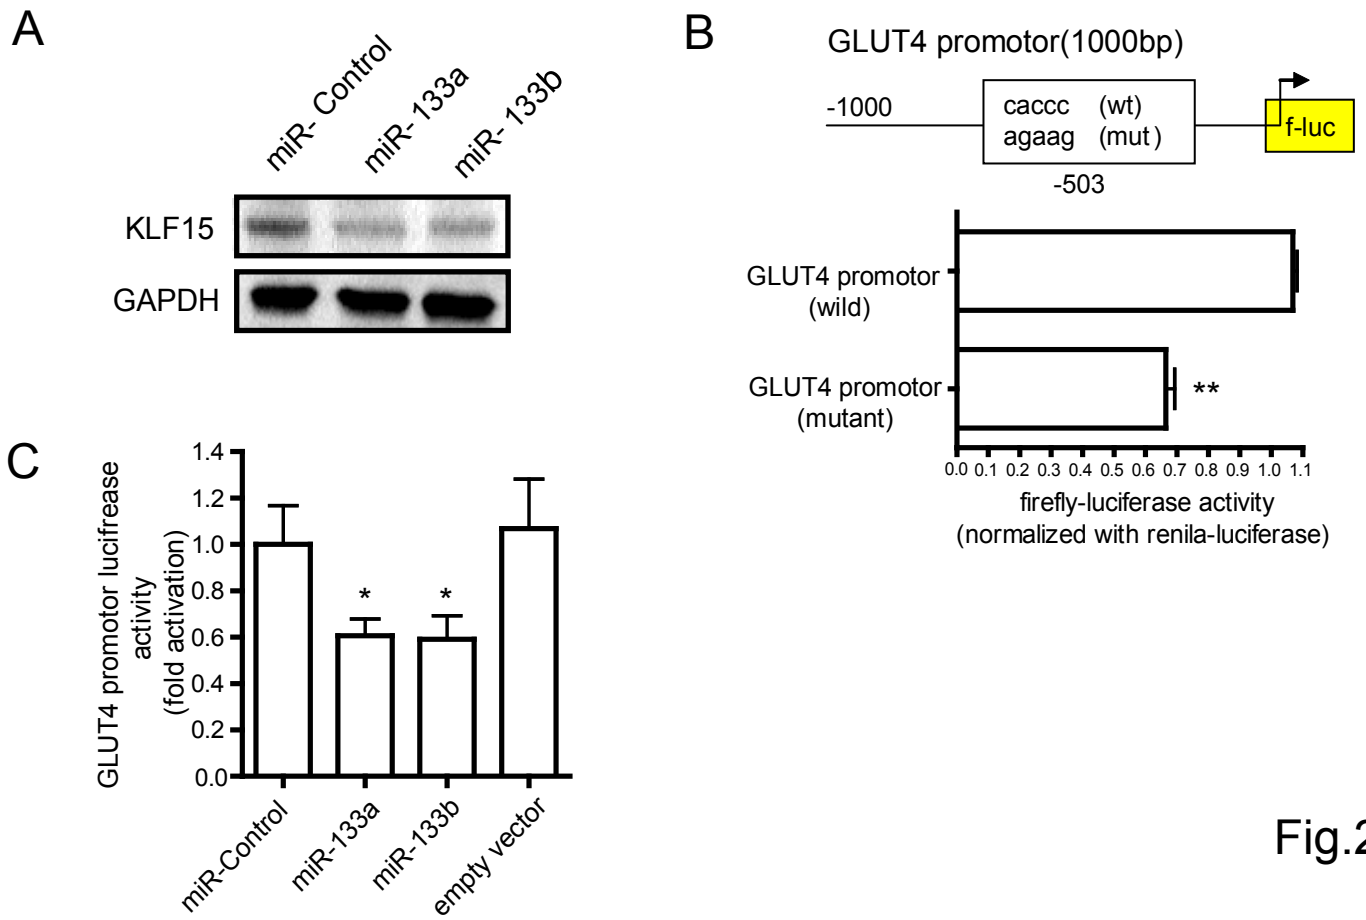 A
miR- Control
miR- 133a
miR- 133b
KLF15
GAPDH
B
GLUT4 promotor(1000bp)
-1000
caccc (wt)
agaag (mut )
f-luc
-503
GLUT4 promotor
(wild)
GLUT4 promotor
(mutant)
**
0.0 0.1 0.2 0.3 0.4 0.5 0.6 0.7 0.8 0.9 1.0 1.1
firefly-luciferase activity
(normalized with renila-luciferase)
C
GLUT4 promotor lucifrease
activity
(fold activation)
1.4
1.2
1.0
0.8
0.6
0.4
0.2
0.0
*
*
miR-Control
miR-133a
miR-133b
empty vector
Fig.2